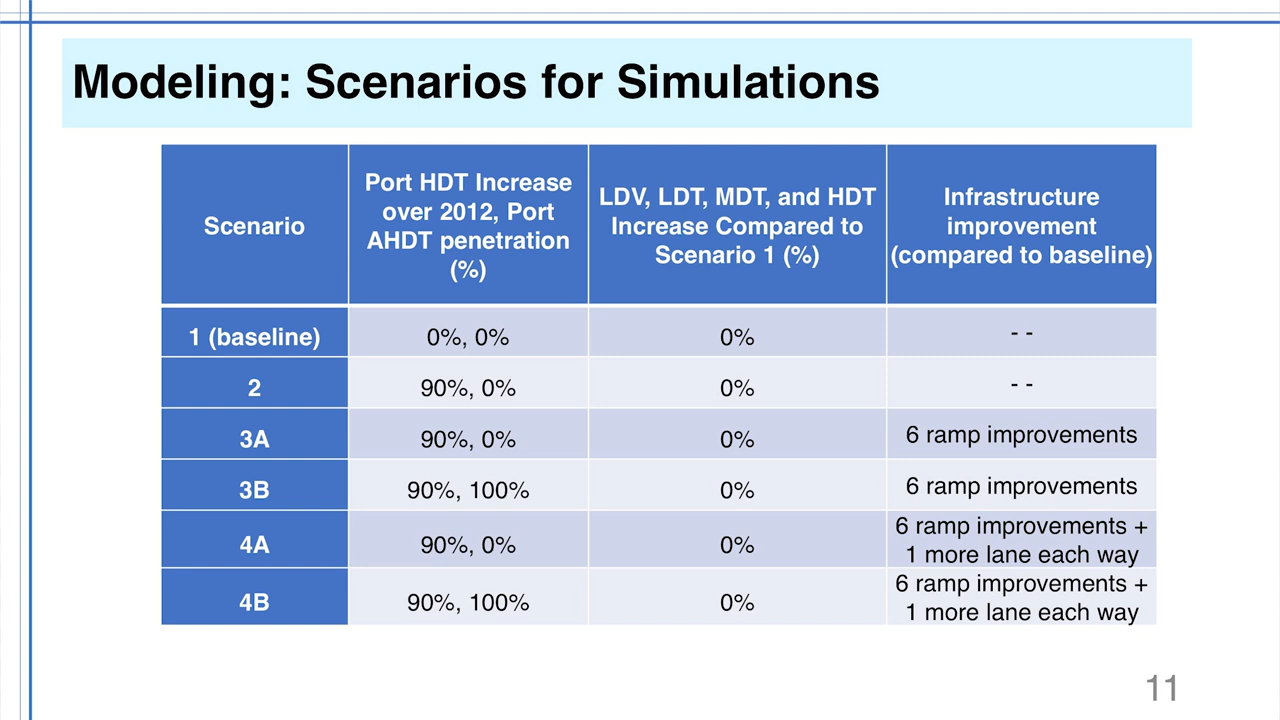 Modeling: Scenarios for Simulations
Scenario
Port HDT Increase
over 2012, Port
AHDT penetration
(%)
LDV, LDT, MDT, and HDT
Increase Compared to
Scenario 1 (%)
Infrastructure
improvement
(compared to baseline)
1 (baseline)
0%, 0%
0%
- -
2
90%, 0%
0%
- -
3A
90%, 0%
0%
6 ramp improvements
3B
90%, 100%
0%
6 ramp improvements
4A
90%, 0%
0%
6 ramp improvements +
1 more lane each way
4B
90%, 100%
0%
6 ramp improvements +
1 more lane each way
11